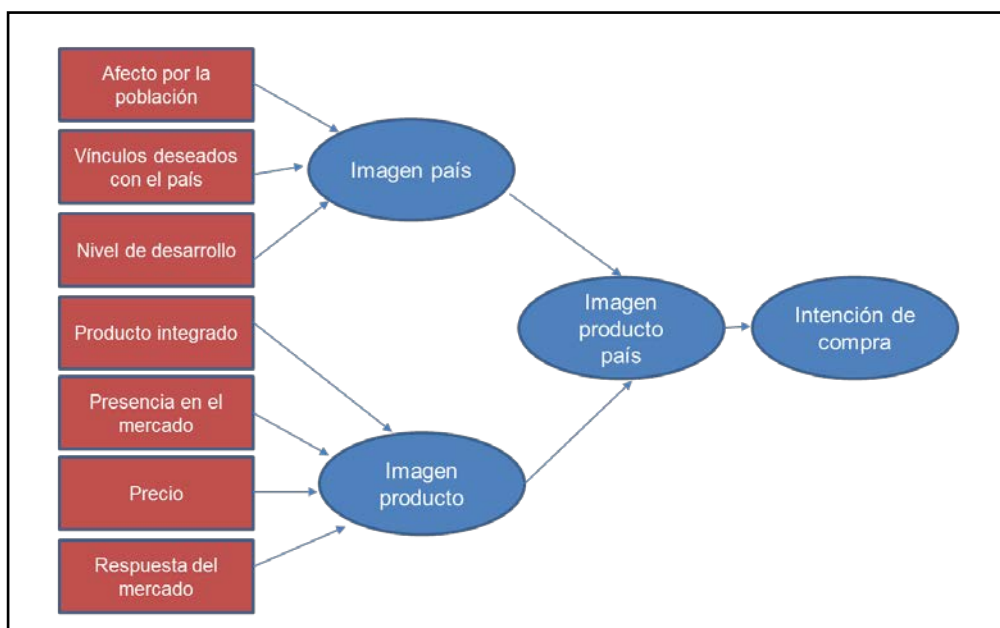 Afecto por la
población
Vínculos deseados
con el país
Nivel de desarrollo
Producto integrado
Presencia en el
mercado
Precio
Respuesta del
mercado
Imagen país
Imagen
producto
Imagen
producto
país
Intención de
compra